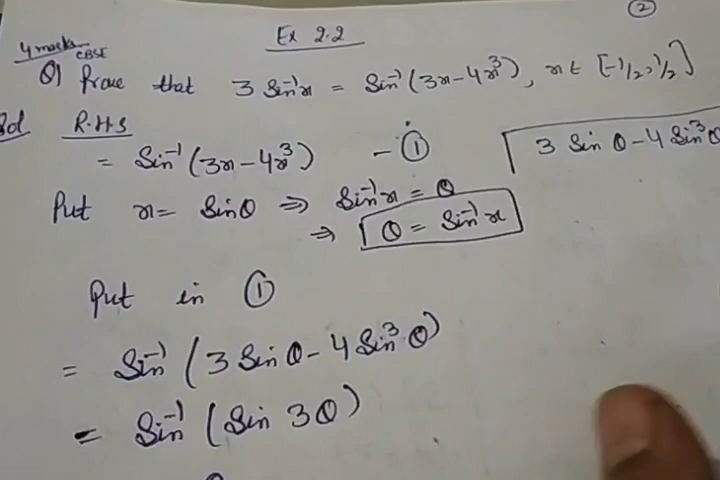 ②
Ex 2.2
4 marks CBSE
Q) Prove that 3 Sin⁻¹x = Sin⁻¹(3x-4x³), x ∈ [-1/2, 1/2]
Sol R.H.S
= Sin⁻¹(3x-4x³) - ① 3 Sin θ - 4 Sin³θ
Put x = Sinθ ⇒ Sin⁻¹x = θ
⇒ θ = Sin⁻¹x
Put in ①
= Sin⁻¹(3 Sin θ - 4 Sin³ θ)
= Sin⁻¹(Sin 3θ)